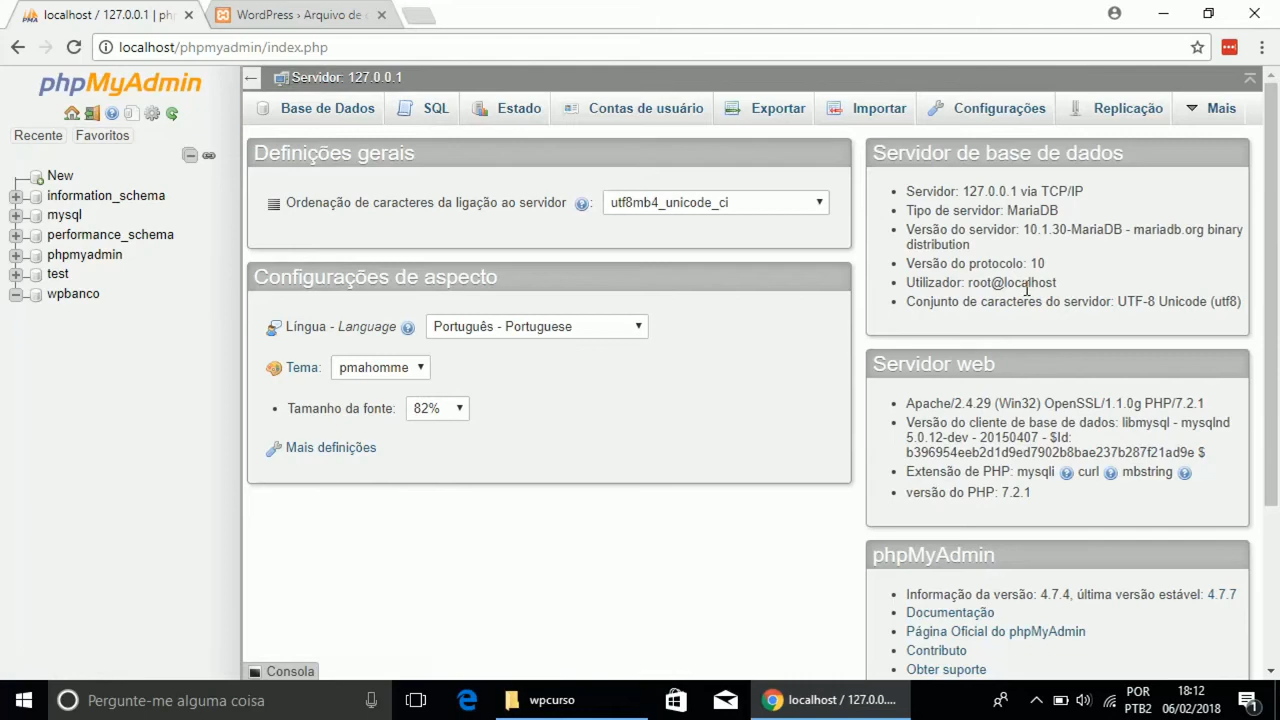 localhost / 127.0.0.1 | ph
WordPress › Arquivo de
localhost/phpmyadmin/index.php
phpMyAdmin
Recente
Favoritos
New
information_schema
mysql
performance_schema
phpmyadmin
test
wpbanco
Servidor: 127.0.0.1
Base de Dados
SQL
Estado
Contas de usuário
Exportar
Importar
Configurações
Replicação
Mais
Definições gerais
Ordenação de caracteres da ligação ao servidor
utf8mb4_unicode_ci
Configurações de aspecto
Língua - Language
Português - Portuguese
Tema:
pmahomme
Tamanho da fonte:
82%
Mais definições
Servidor de base de dados
Servidor: 127.0.0.1 via TCP/IP
Tipo de servidor: MariaDB
Versão do servidor: 10.1.30-MariaDB - mariadb.org binary
distribution
Versão do protocolo: 10
Utilizador: root@localhost
Conjunto de caracteres do servidor: UTF-8 Unicode (utf8)
Servidor web
Apache/2.4.29 (Win32) OpenSSL/1.1.0g PHP/7.2.1
Versão do cliente de base de dados: libmysql - mysqlnd
5.0.12-dev - 20150407 - $Id:
b396954eeb2d1d9ed7902b8bae237b287f21ad9e $
Extensão de PHP: mysqli curl mbstring
versão do PHP: 7.2.1
phpMyAdmin
Informação da versão: 4.7.4, última versão estável: 4.7.7
Documentação
Página Oficial do phpMyAdmin
Contributo
Obter suporte
Consola
Pergunte-me alguma coisa
wpcurso
localhost / 127.0.0....
POR
PTB2
18:12
06/02/2018
1